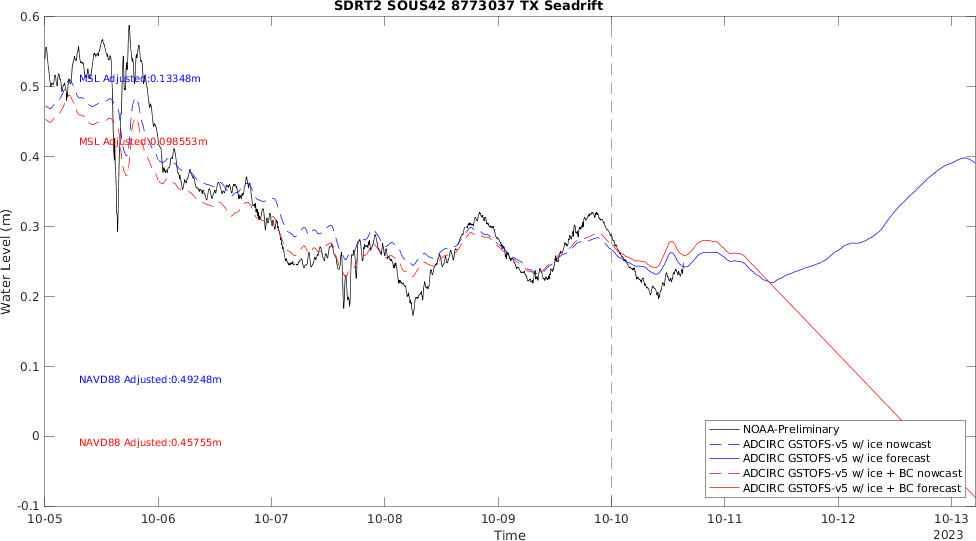 SDRT2 SOUS42 8773037 TX Seadrift
0.6
0.5
0.4
0.3
0.2
0.1
0
-0.1
Water Level (m)
MSL Adjusted:0.13348m
MSL Adjusted:0.098553m
NAVD88 Adjusted:0.49248m
NAVD88 Adjusted:0.45755m
NOAA-Preliminary
ADCIRC GSTOFS-v5 w/ ice nowcast
ADCIRC GSTOFS-v5 w/ ice forecast
ADCIRC GSTOFS-v5 w/ ice + BC nowcast
ADCIRC GSTOFS-v5 w/ ice + BC forecast
10-05 10-06 10-07 10-08 10-09 10-10 10-11 10-12 10-13
Time
2023